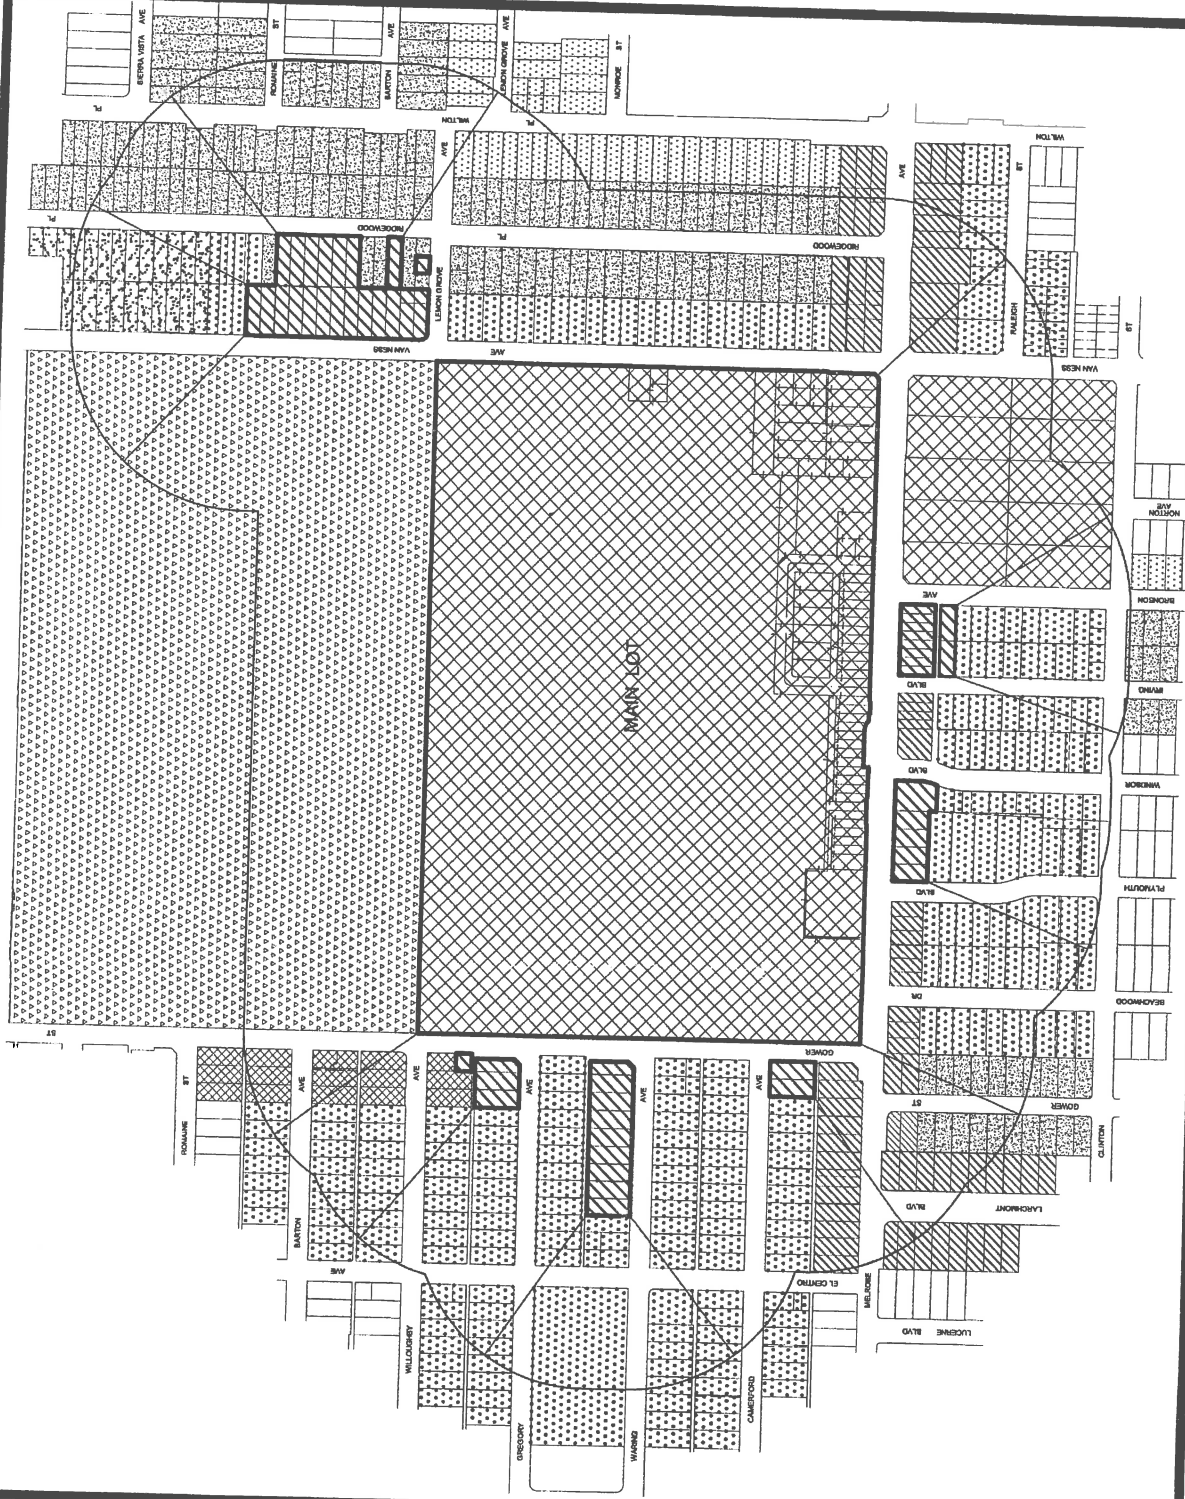 SIERRA VISTA AVE
ROMAINE ST
BARTON AVE
LEMON GROVE AVE
MONROE ST
PL
WILTON PL
WILTON
AVE
AVE
ST
PL
RIDGEWOOD
PL
RIDGEWOOD
LEMON GROVE
RALEIGH
ST
VAN NESS
AVE
VAN NESS
NORTON AVE
AVE
BRONSON
MAIN LOT
BLVD
IRVING
BLVD
WINDSOR
BLVD
PLYMOUTH
DR
BEACHWOOD
ST
GOWER
ST
AVE
AVE
AVE
AVE
AVE
ST
GOWER
ROMAINE
CLINTON
BLVD
LARCHMONT
BARTON
AVE
EL CENTRO
MELROSE
BLVD
LUCERNE
WILLOUGHBY
CAMERFORD
GREGORY
WARING